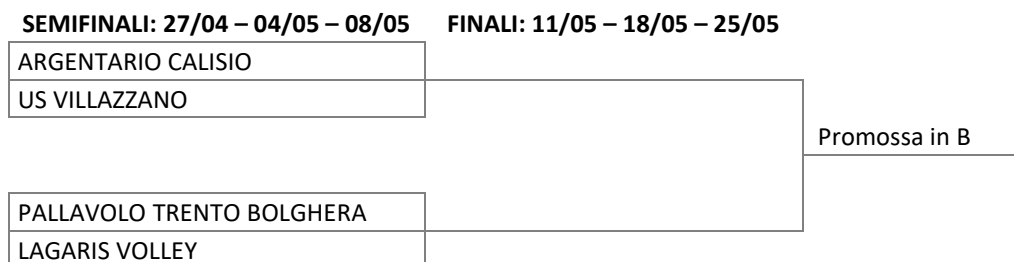 SEMIFINALI: 27/04 – 04/05 – 08/05 FINALI: 11/05 – 18/05 – 25/05
ARGENTARIO CALISIO
US VILLAZZANO
Promossa in B
PALLAVOLO TRENTO BOLGHERA
LAGARIS VOLLEY